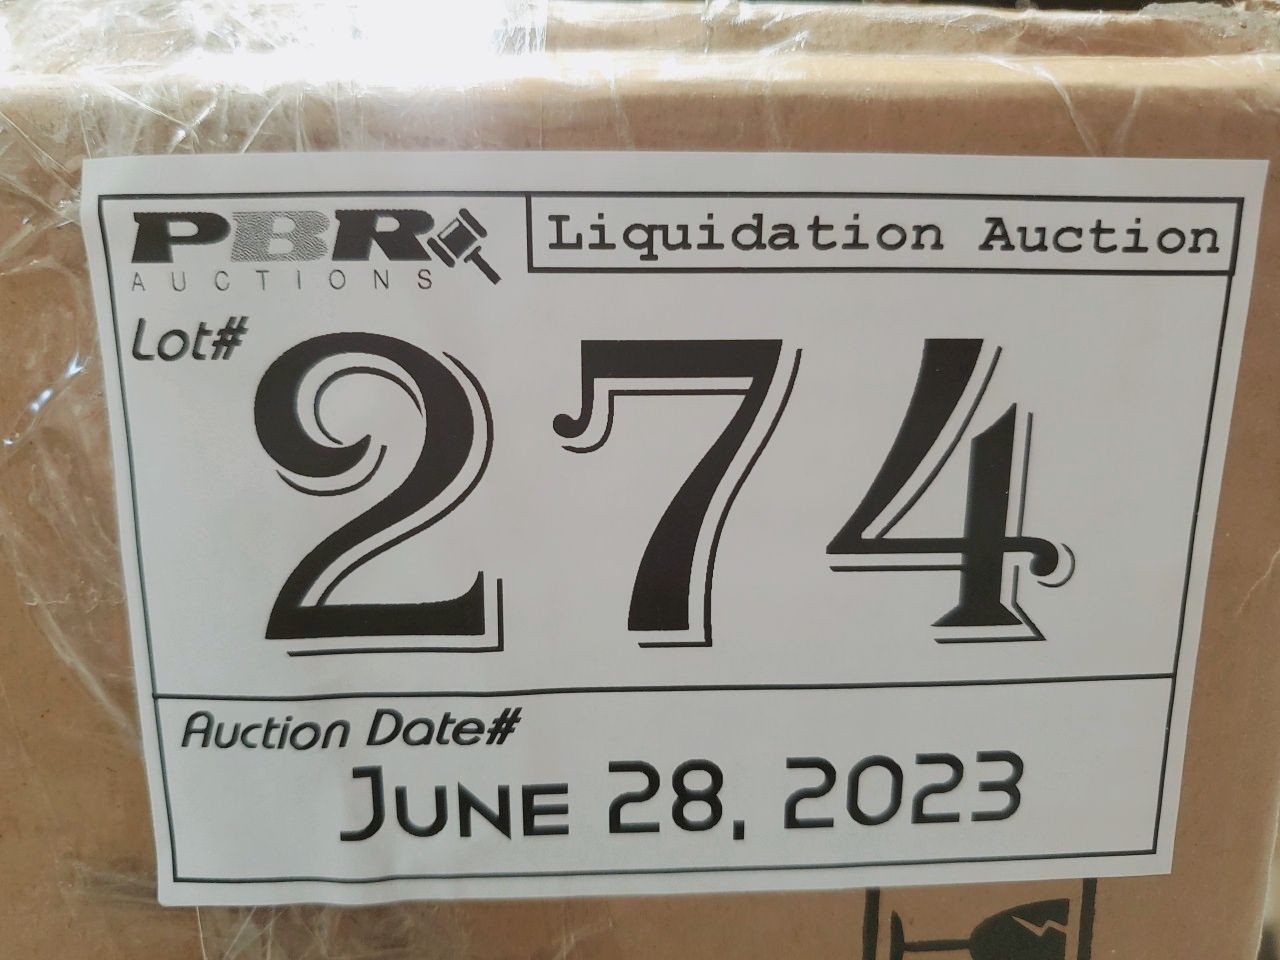 PBR
AUCTIONS
Liquidation Auction
Lot#
274
Auction Date#
JUNE 28, 2023